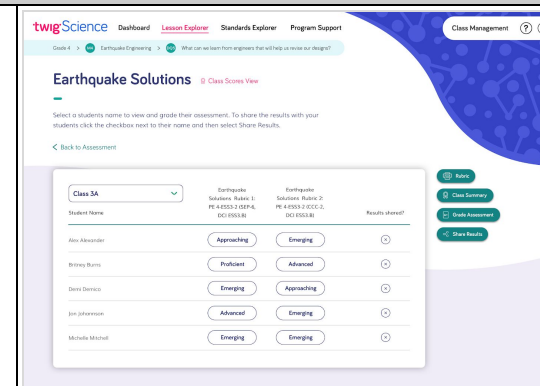 twigScience Dashboard Lesson Explorer Standards Explorer Program Support Class Management ?
Grade 4 > Earthquake Engineering > What can we learn from engineers that will help us revise our designs?
Earthquake Solutions Class Scores View
Select a students name to view and grade their assessment. To share the results with your
students click the checkbox next to their name and then select Share Results.
Back to Assessment
Rubric
Class Summary
Grade Assessment
Share Results
Class 3A
Student Name
Earthquake
Solutions Rubric 1:
PE 4-ESS3-2 (SEP-6,
DCI ESS3.B)
Earthquake
Solutions Rubric 2:
PE 4-ESS3-2 (CCC-2,
DCI ESS3.B)
Results shared?
Alex Alexander Approaching Emerging
Britney Burns Proficient Advanced
Demi Demico Emerging Approaching
Jon Johannson Advanced Emerging
Michelle Mitchell Emerging Emerging